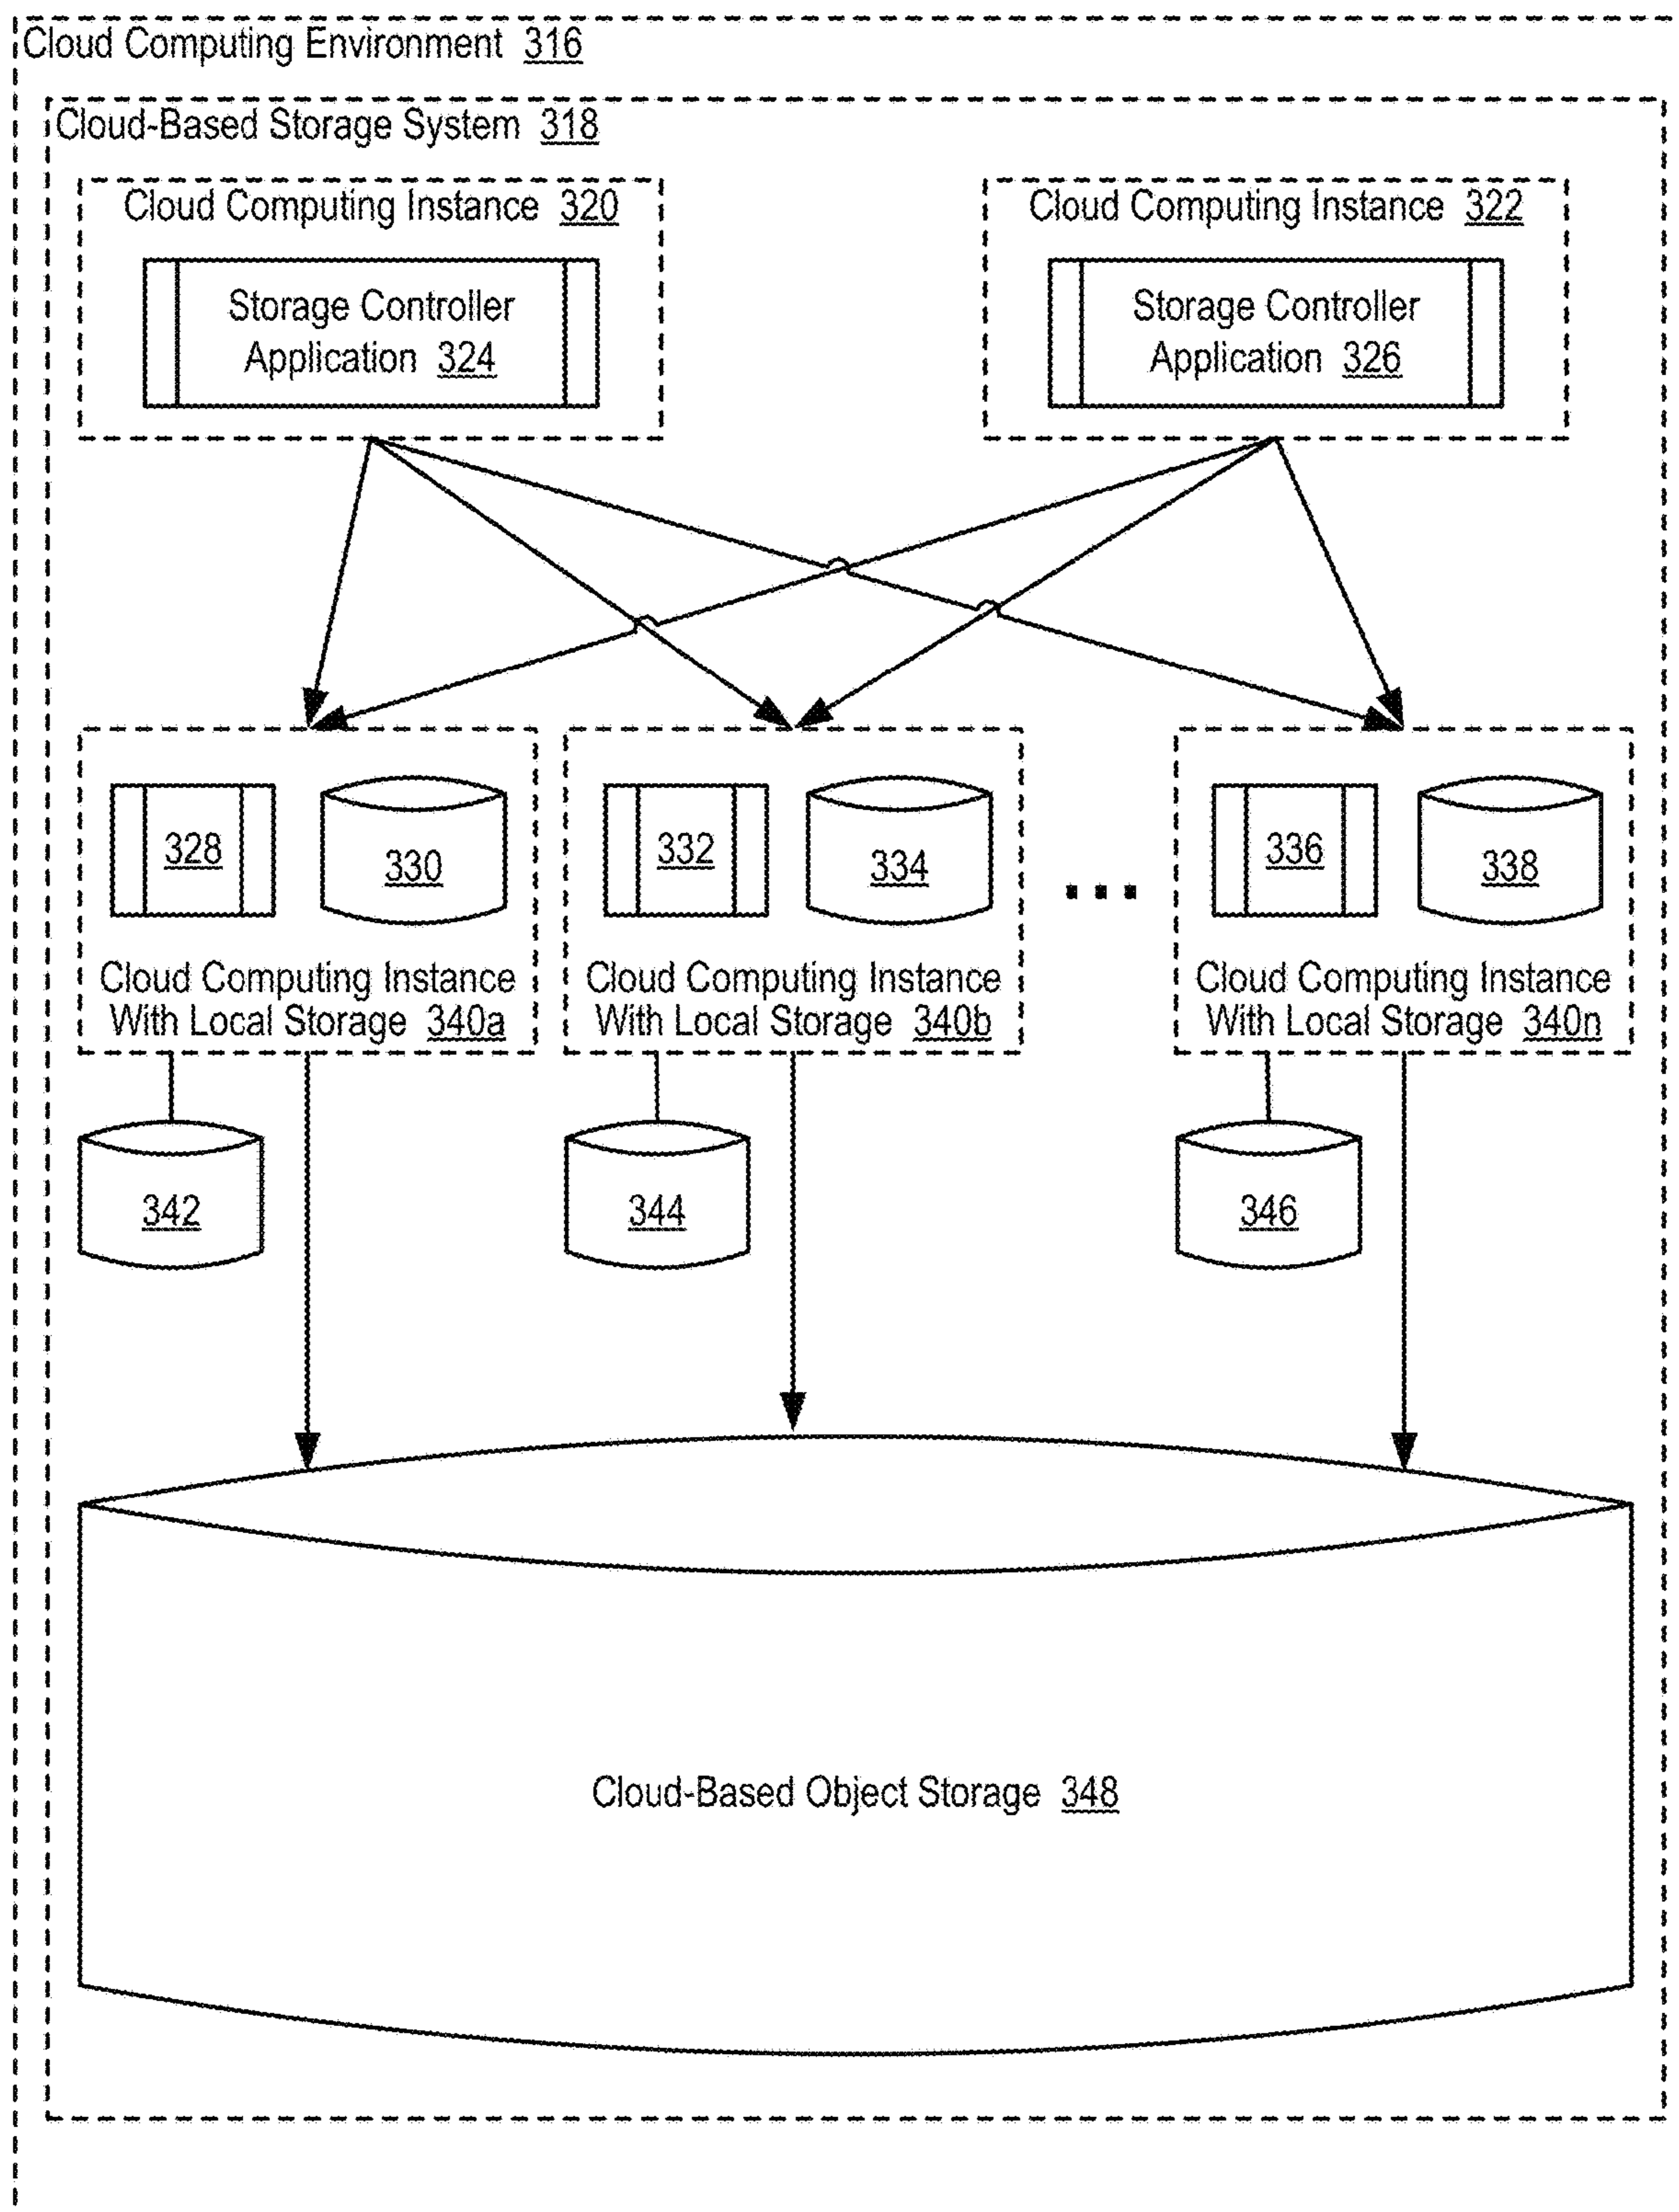 Cloud Computing Environment 316
Cloud-Based Storage System 318
Cloud Computing Instance 320
Storage Controller
Application 324
Cloud Computing Instance 322
Storage Controller
Application 326
328
330
Cloud Computing Instance
With Local Storage 340a
332
334
Cloud Computing Instance
With Local Storage 340b
...
336
338
Cloud Computing Instance
With Local Storage 340n
342
344
346
Cloud-Based Object Storage 348